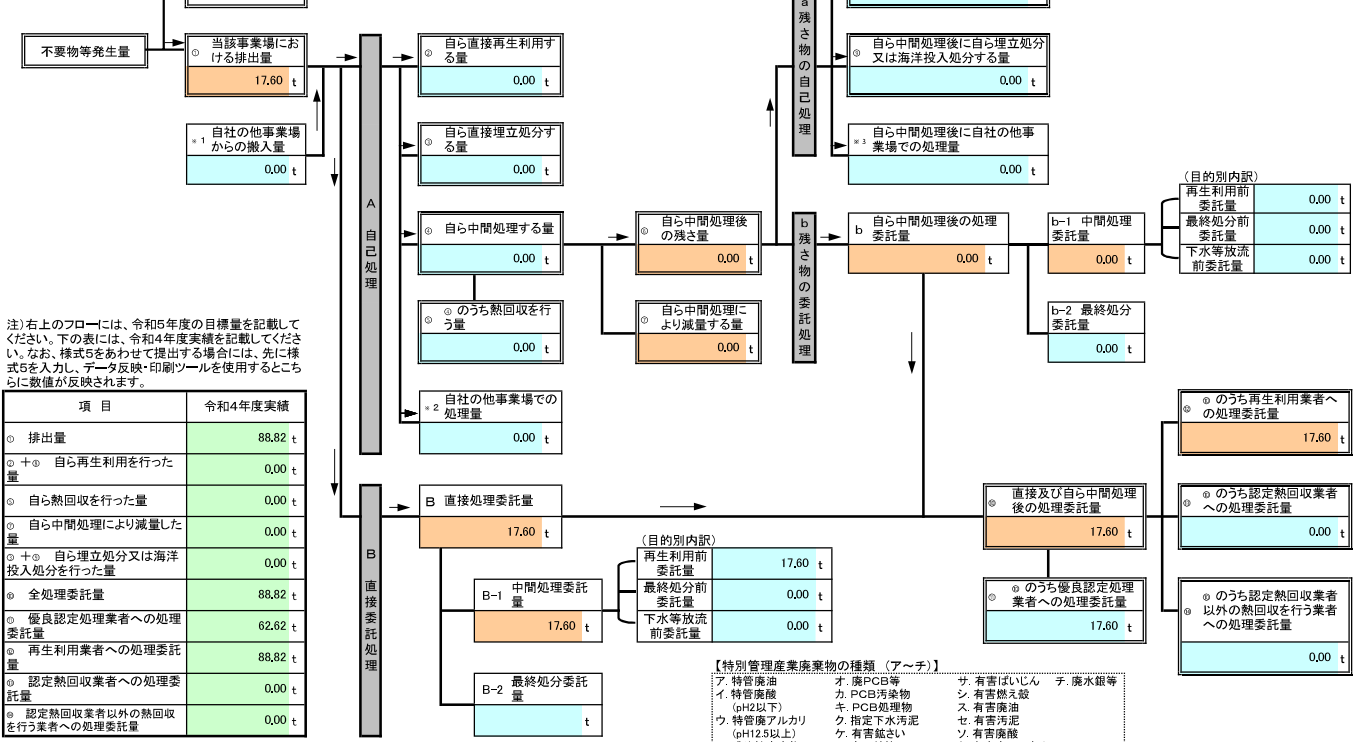 不要物等発生量
① 当該事業場にお
ける排出量
17.60 t
※1 自社の他事業場
からの搬入量
0.00 t
A 自己処理
② 自ら直接再生利用す
る量
0.00 t
③ 自ら直接埋立処分す
る量
0.00 t
④ 自ら中間処理する量
0.00 t
⑤ ④のうち熱回収を行
う量
0.00 t
※2 自社の他事業場での
処理量
0.00 t
⑥ 自ら中間処理後
の残さ量
0.00 t
⑦ 自ら中間処理に
より減量する量
0.00 t
a残さ物の自己処理
⑨ 自ら中間処理後に自ら埋立処分
又は海洋投入処分する量
0.00 t
※3 自ら中間処理後に自社の他事
業場での処理量
0.00 t
b残さ物の委託処理
b 自ら中間処理後の処理
委託量
0.00 t
b-1 中間処理
委託量
0.00 t
b-2 最終処分
委託量
0.00 t
(目的別内訳)
再生利用前
委託量 0.00 t
最終処分前
委託量 0.00 t
下水等放流
前委託量 0.00 t
注)右上のフローには、令和5年度の目標量を記載して
ください。下の表には、令和4年度実績を記載してくださ
い。なお、様式5をあわせて提出する場合には、先に様
式5を入力し、データ反映・印刷ツールを使用するとこち
らに数値が反映されます。
項 目 令和4年度実績
① 排出量 88.82 t
②+⑧ 自ら再生利用を行った
量 0.00 t
⑤ 自ら熱回収を行った量 0.00 t
⑦ 自ら中間処理により減量した
量 0.00 t
③+⑨ 自ら埋立処分又は海洋
投入処分を行った量 0.00 t
⑩ 全処理委託量 88.82 t
⑪ 優良認定処理業者への処理
委託量 62.62 t
⑫ 再生利用業者への処理委託
量 88.82 t
⑬ 認定熱回収業者への処理委
託量 0.00 t
⑭ 認定熱回収業者以外の熱回収
を行う業者への処理委託量 0.00 t
B 直接委託処理
B 直接処理委託量
17.60 t
B-1 中間処理委託
量
17.60 t
B-2 最終処分委託
量
t
(目的別内訳)
再生利用前
委託量 17.60 t
最終処分前
委託量 0.00 t
下水等放流
前委託量 0.00 t
⑩ 直接及び自ら中間処理
後の処理委託量
17.60 t
⑪ ⑩のうち優良認定処理
業者への処理委託量
17.60 t
⑫ ⑩のうち再生利用業者へ
の処理委託量
17.60 t
⑬ ⑩のうち認定熱回収業者
への処理委託量
0.00 t
⑭ ⑩のうち認定熱回収業者
以外の熱回収を行う業者
への処理委託量
0.00 t
【特別管理産業廃棄物の種類 (ア~チ)】
ア. 特管廃油 オ. 廃PCB等 サ. 有害ばいじん チ. 廃水銀等
イ. 特管廃酸 カ. PCB汚染物 シ. 有害燃え殻
(pH2以下) キ. PCB処理物 ス. 有害廃油
ウ. 特管廃アルカリ ク. 指定下水汚泥 セ. 有害汚泥
(pH12.5以上) ケ. 有害鉱さい ソ. 有害廃酸